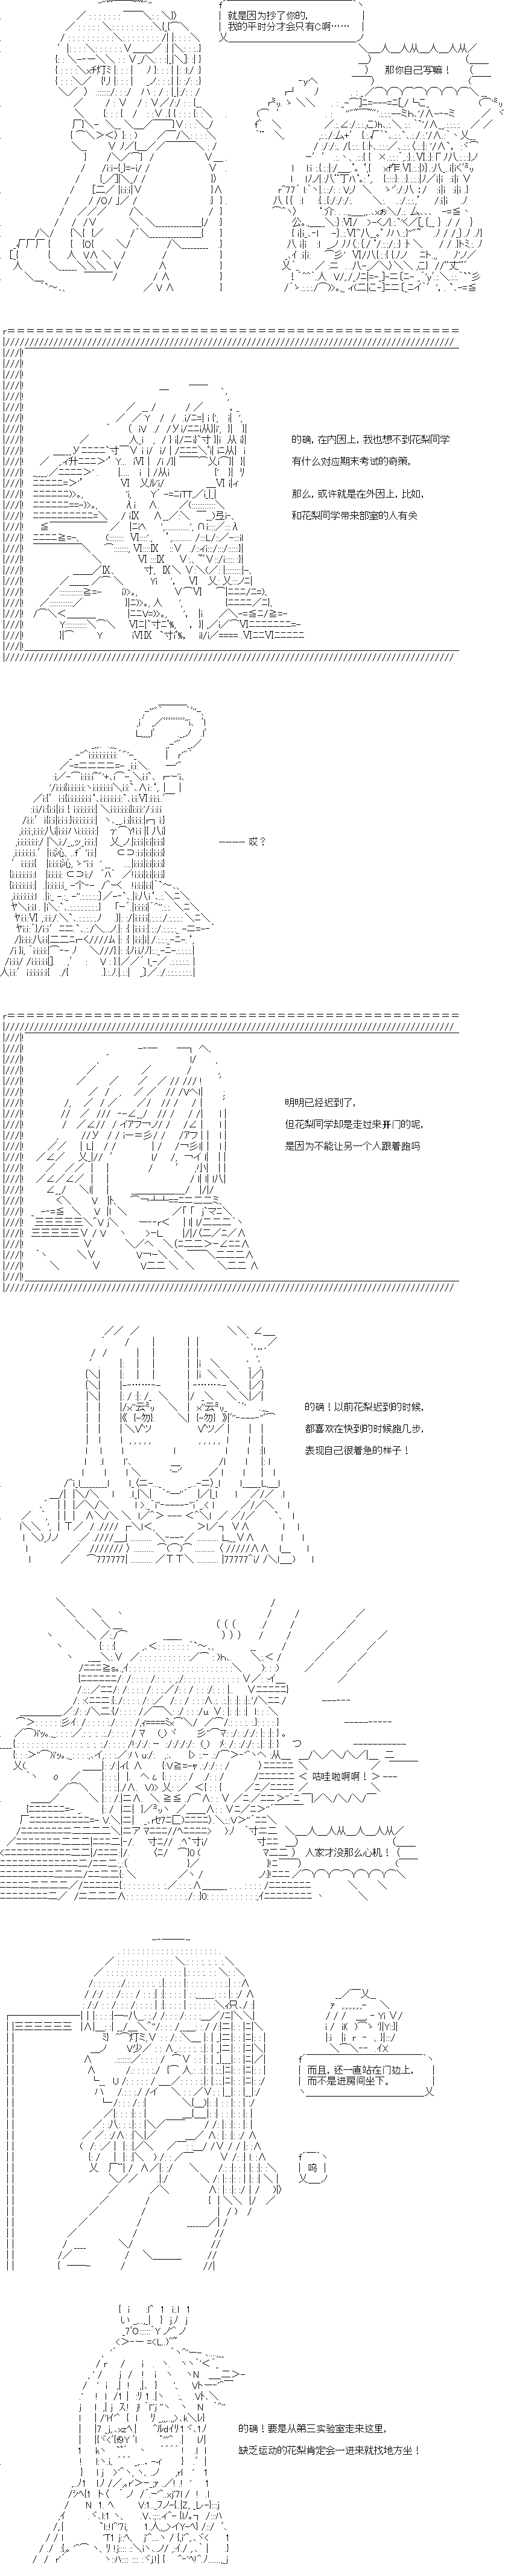 就是因为抄了你的，
我的平时分才会只有C啊……
那你自己写嘛！
的确，在内因上，我也想不到花梨同学
有什么对应期末考试的奇策，
那么，或许就是在外因上，比如，
和花梨同学带来部室的人有关
———— 哎？
明明已经迟到了，
但花梨同学却是走过来开门的呢，
是因为不能让另一个人跟着跑吗
的确！以前花梨迟到的时候，
都喜欢在快到的时候跑几步，
表现自己很着急的样子！
＜ 咕哇啦啊啊！ ＞
人家才没那么心机！
而且，还一直站在门边上，
而不是进房间坐下。
呜
的确！要是从第三实验室走来这里，
缺乏运动的花梨肯定会一进来就找地方坐！